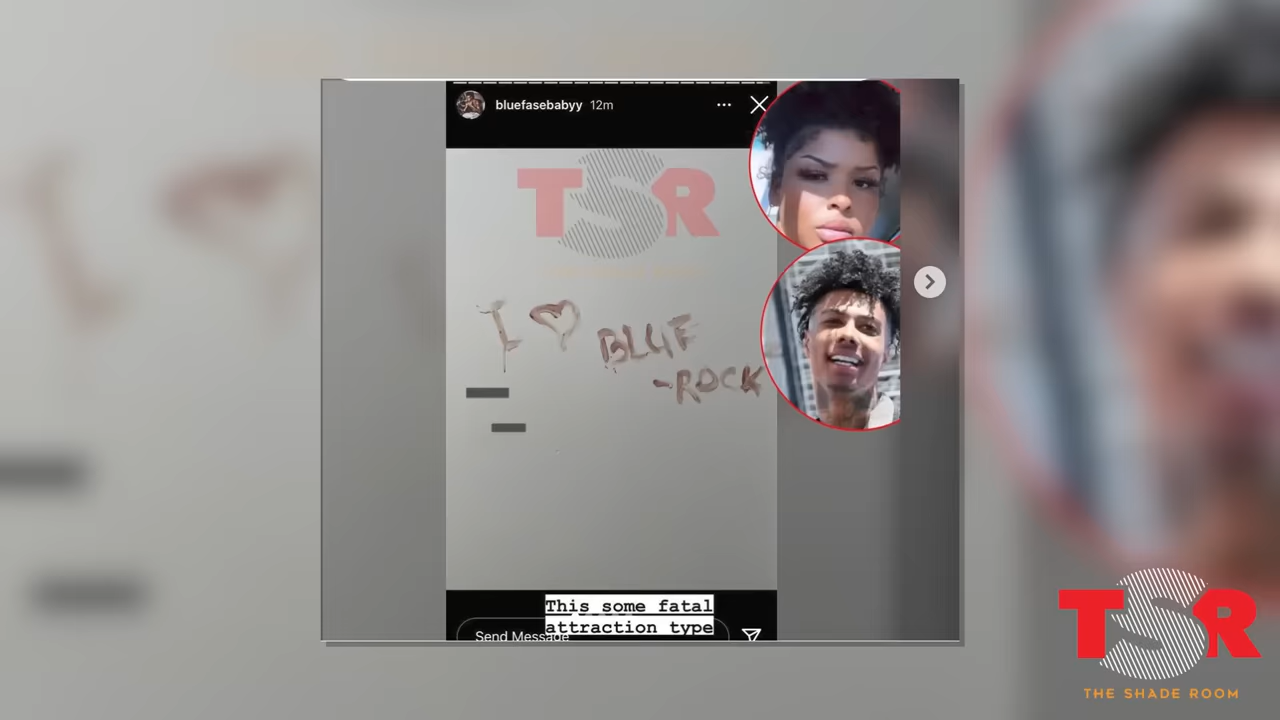 bluefasebabyy 12m
TSR
I ♡ BLUE
-ROCK
This some fatal
attraction type
Send Message
TSR
THE SHADE ROOM